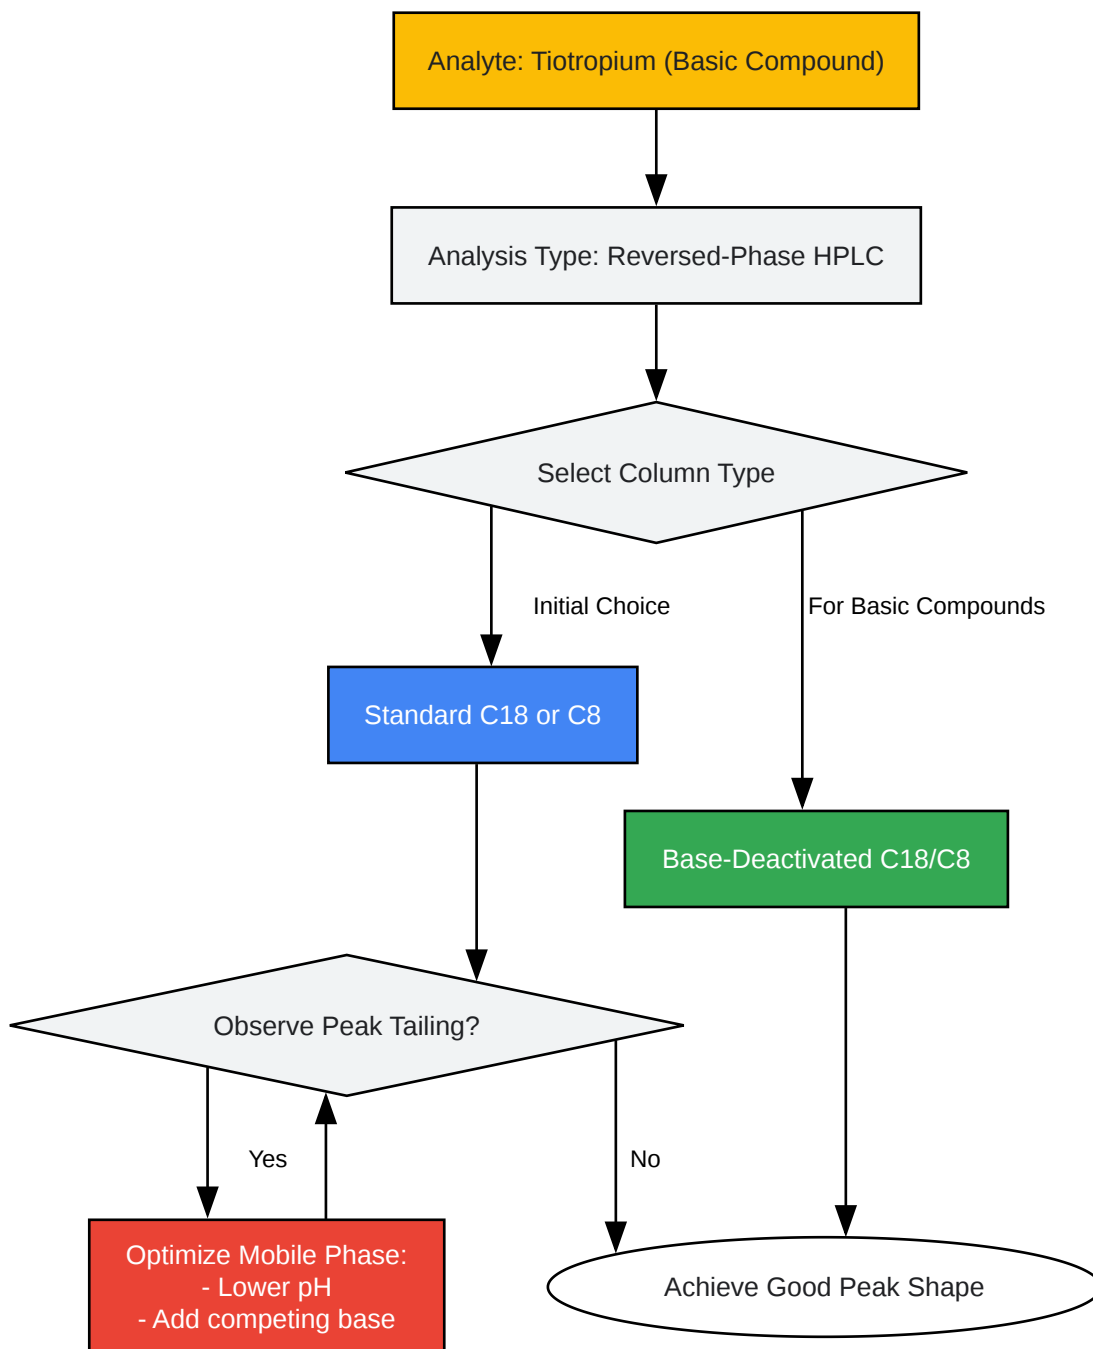 Analyte: Tiotropium (Basic Compound)
Analysis Type: Reversed-Phase HPLC
Select Column Type
Initial Choice
For Basic Compounds
Standard C18 or C8
Base-Deactivated C18/C8
Observe Peak Tailing?
Yes
No
Optimize Mobile Phase:
- Lower pH
- Add competing base
Achieve Good Peak Shape